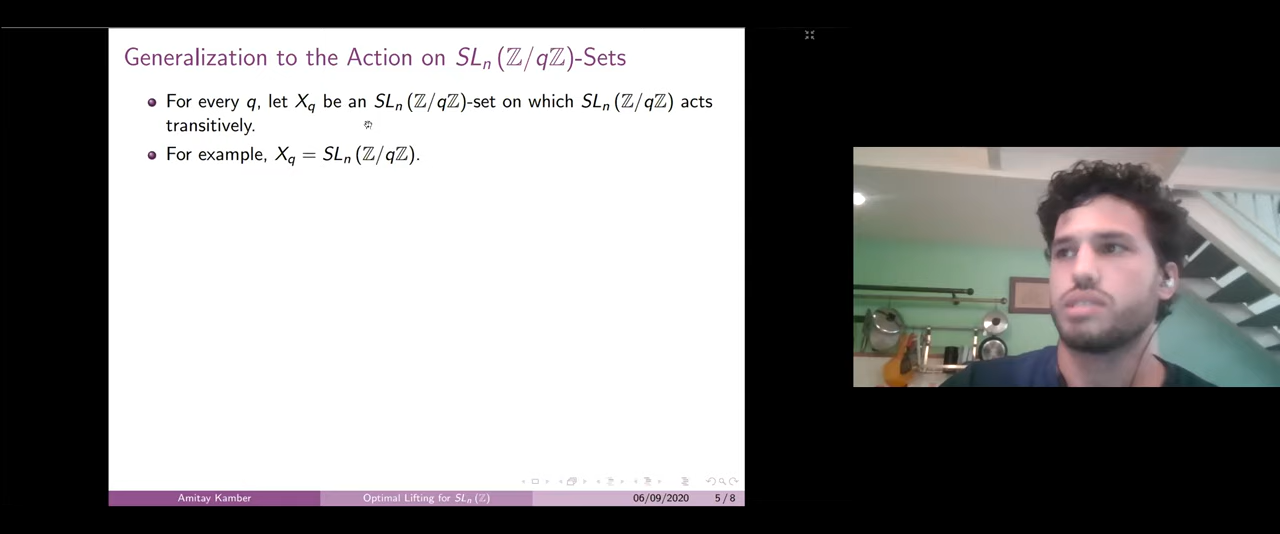 Generalization to the Action on SLₙ(ℤ/qℤ)-Sets
For every q, let X_q be an SLₙ(ℤ/qℤ)-set on which SLₙ(ℤ/qℤ) acts
transitively.
For example, X_q = SLₙ(ℤ/qℤ).
Amitay Kamber Optimal Lifting for SLₙ(ℤ) 06/09/2020 5 / 8